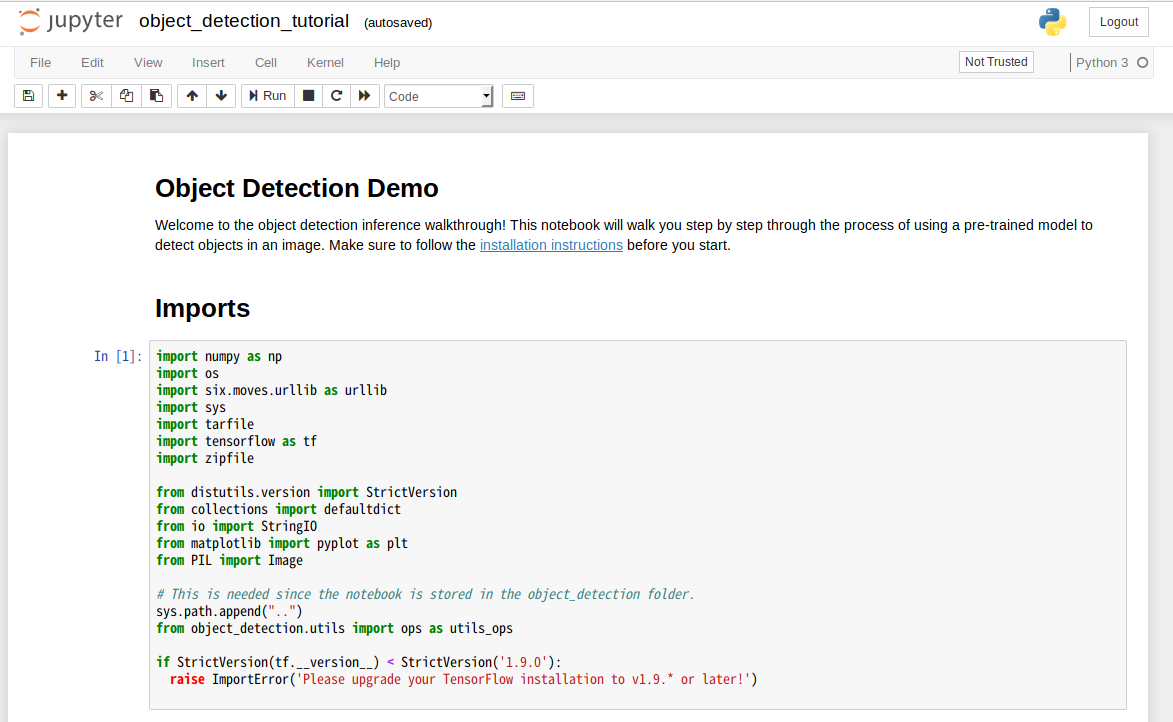 jupyter object_detection_tutorial (autosaved) Logout
File Edit View Insert Cell Kernel Help Not Trusted Python 3
Run Code
Object Detection Demo
Welcome to the object detection inference walkthrough! This notebook will walk you step by step through the process of using a pre-trained model to
detect objects in an image. Make sure to follow the installation instructions before you start.
Imports
In [1]:
import numpy as np
import os
import six.moves.urllib as urllib
import sys
import tarfile
import tensorflow as tf
import zipfile
from distutils.version import StrictVersion
from collections import defaultdict
from io import StringIO
from matplotlib import pyplot as plt
from PIL import Image
# This is needed since the notebook is stored in the object_detection folder.
sys.path.append("..")
from object_detection.utils import ops as utils_ops
if StrictVersion(tf.__version__) < StrictVersion('1.9.0'):
  raise ImportError('Please upgrade your TensorFlow installation to v1.9.* or later!')